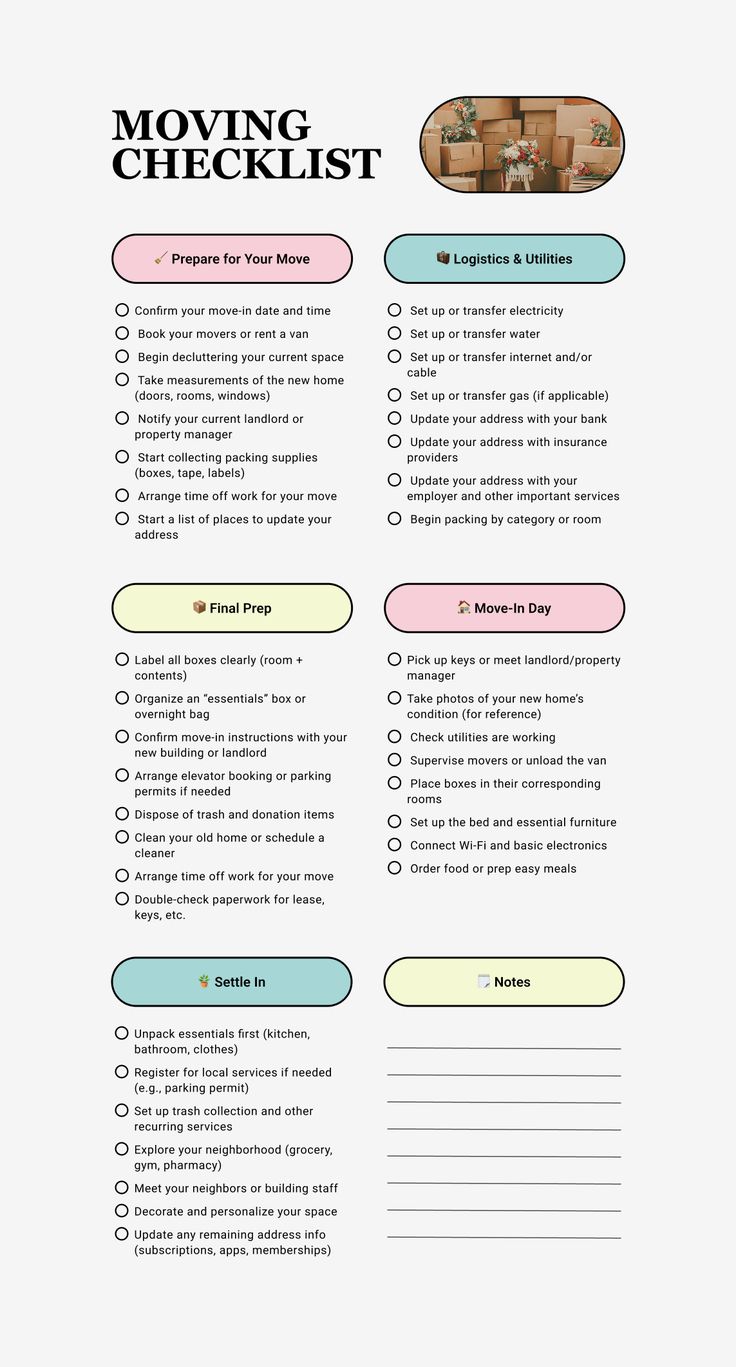 MOVING
CHECKLIST
Prepare for Your Move
Confirm your move-in date and time
Book your movers or rent a van
Begin decluttering your current space
Take measurements of the new home
(doors, rooms, windows)
Notify your current landlord or
property manager
Start collecting packing supplies
(boxes, tape, labels)
Arrange time off work for your move
Start a list of places to update your
address
Logistics & Utilities
Set up or transfer electricity
Set up or transfer water
Set up or transfer internet and/or
cable
Set up or transfer gas (if applicable)
Update your address with your bank
Update your address with insurance
providers
Update your address with your
employer and other important services
Begin packing by category or room
Final Prep
Label all boxes clearly (room +
contents)
Organize an “essentials” box or
overnight bag
Confirm move-in instructions with your
new building or landlord
Arrange elevator booking or parking
permits if needed
Dispose of trash and donation items
Clean your old home or schedule a
cleaner
Arrange time off work for your move
Double-check paperwork for lease,
keys, etc.
Move-In Day
Pick up keys or meet landlord/property
manager
Take photos of your new home’s
condition (for reference)
Check utilities are working
Supervise movers or unload the van
Place boxes in their corresponding
rooms
Set up the bed and essential furniture
Connect Wi-Fi and basic electronics
Order food or prep easy meals
Settle In
Unpack essentials first (kitchen,
bathroom, clothes)
Register for local services if needed
(e.g., parking permit)
Set up trash collection and other
recurring services
Explore your neighborhood (grocery,
gym, pharmacy)
Meet your neighbors or building staff
Decorate and personalize your space
Update any remaining address info
(subscriptions, apps, memberships)
Notes